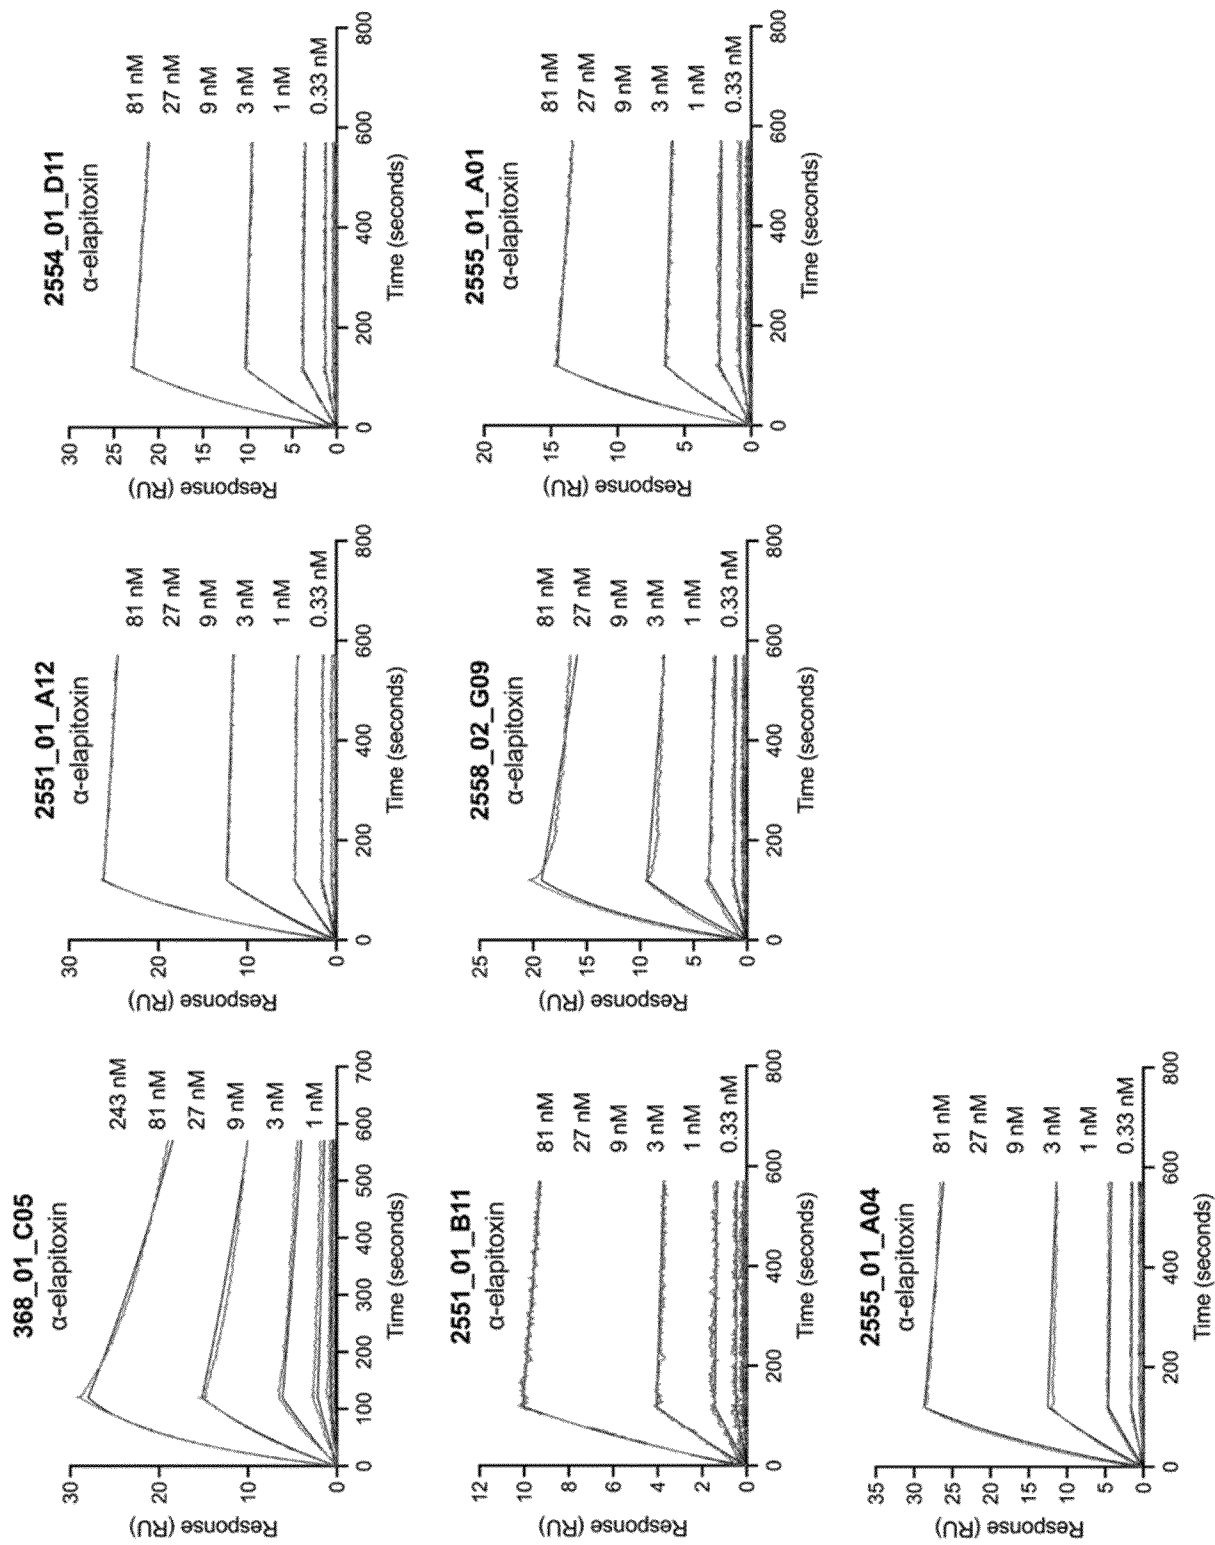 368_01_C05
α-elapitoxin
Response (RU)
30
20
10
0
243 nM
81 nM
27 nM
9 nM
3 nM
1 nM
0 100 200 300 400 500 600 700
Time (seconds)
2551_01_A12
α-elapitoxin
Response (RU)
30
20
10
0
81 nM
27 nM
9 nM
3 nM
1 nM
0.33 nM
0 200 400 600 800
Time (seconds)
2554_01_D11
α-elapitoxin
Response (RU)
30
25
20
15
10
5
0
81 nM
27 nM
9 nM
3 nM
1 nM
0.33 nM
0 200 400 600 800
Time (seconds)
2551_01_B11
α-elapitoxin
Response (RU)
12
10
8
6
4
2
0
81 nM
27 nM
9 nM
3 nM
1 nM
0.33 nM
0 200 400 600 800
Time (seconds)
2558_02_G09
α-elapitoxin
Response (RU)
25
20
15
10
5
0
81 nM
27 nM
9 nM
3 nM
1 nM
0.33 nM
0 200 400 600 800
Time (seconds)
2555_01_A01
α-elapitoxin
Response (RU)
20
15
10
5
0
81 nM
27 nM
9 nM
3 nM
1 nM
0.33 nM
0 200 400 600 800
Time (seconds)
2555_01_A04
α-elapitoxin
Response (RU)
35
30
25
20
15
10
5
0
81 nM
27 nM
9 nM
3 nM
1 nM
0.33 nM
0 200 400 600 800
Time (seconds)